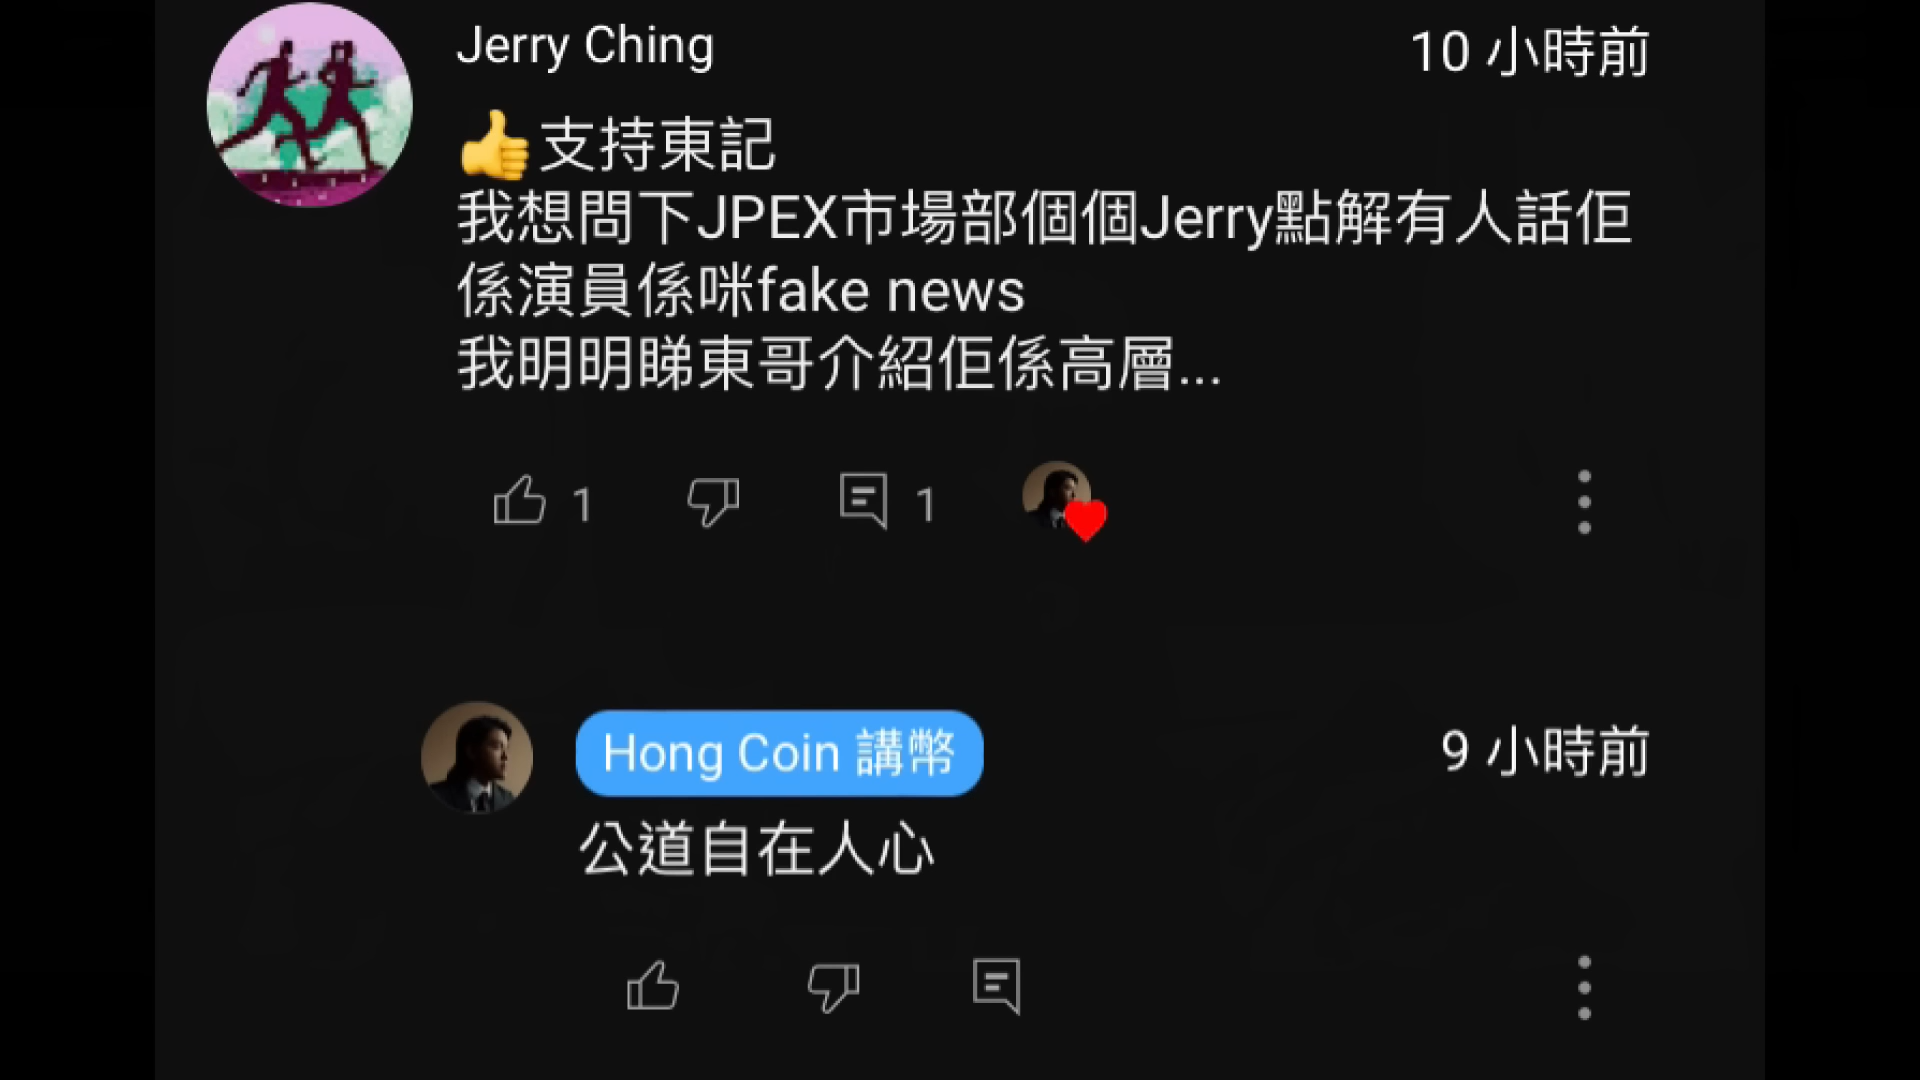 Jerry Ching
10 小時前
👍支持東記
我想問下JPEX市場部個個Jerry點解有人話佢
係演員係咪fake news
我明明睇東哥介紹佢係高層...
1
1
Hong Coin 講幣
9 小時前
公道自在人心